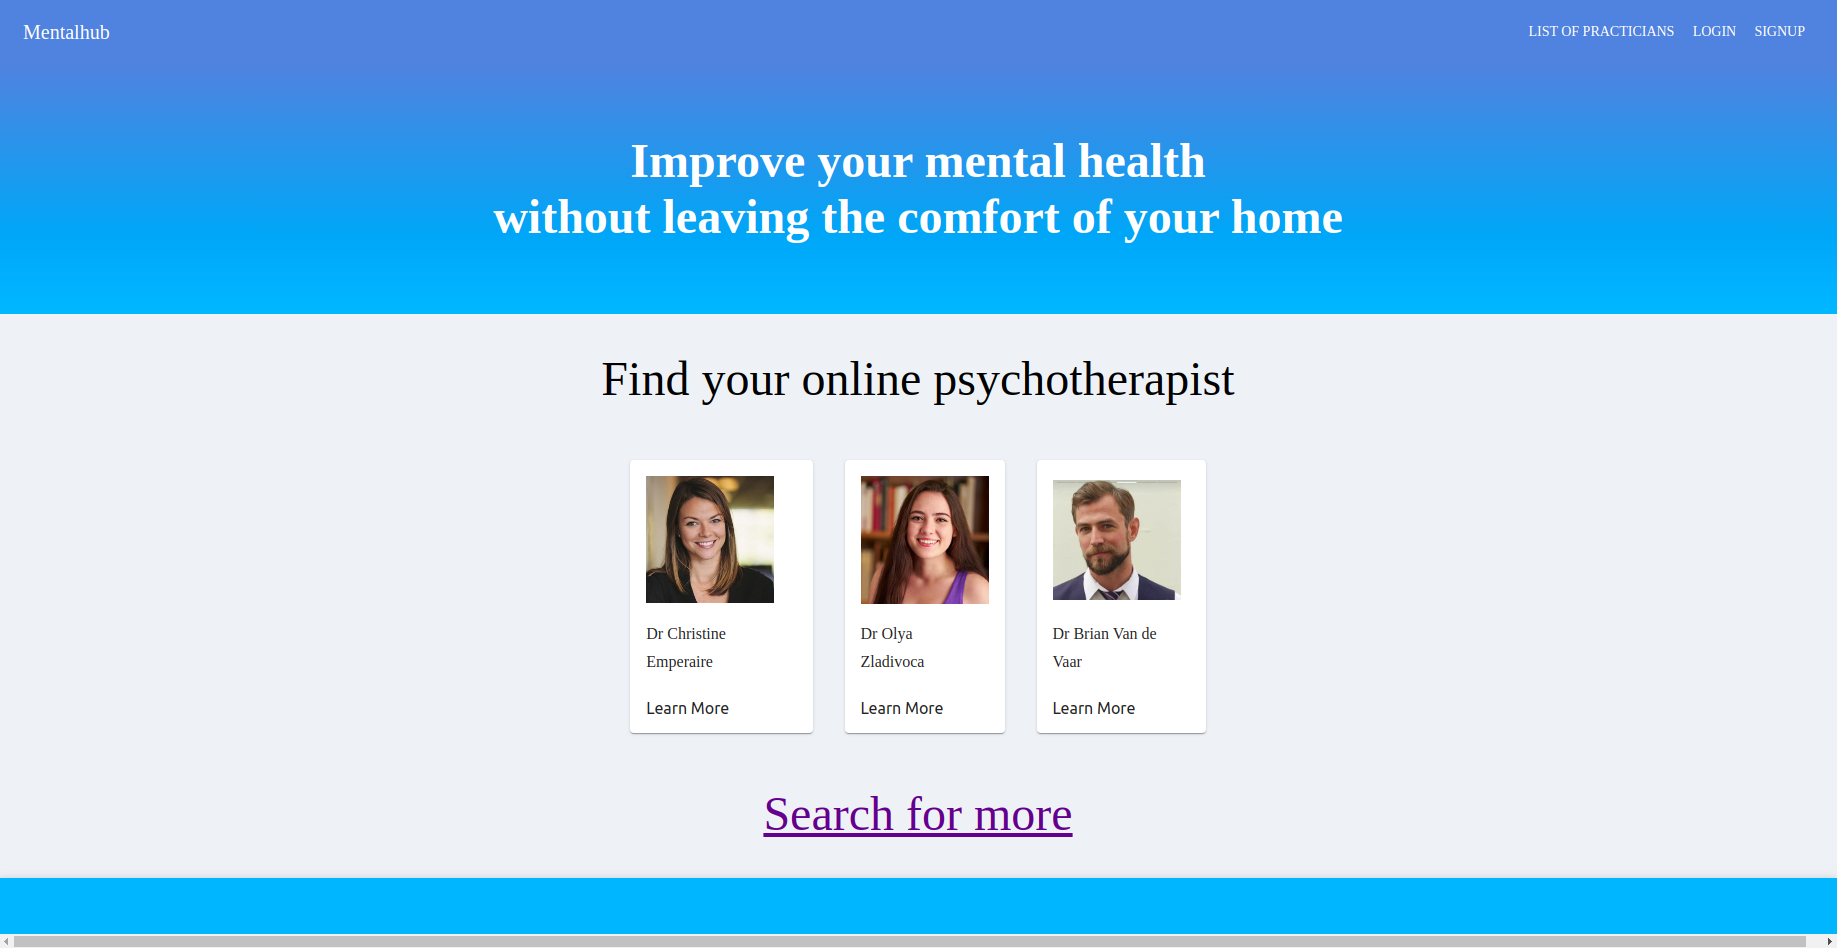 Mentalhub
LIST OF PRACTICIANS LOGIN SIGNUP
Improve your mental health
without leaving the comfort of your home
Find your online psychotherapist
Dr Christine
Emperaire
Learn More
Dr Olya
Zladivoca
Learn More
Dr Brian Van de
Vaar
Learn More
Search for more